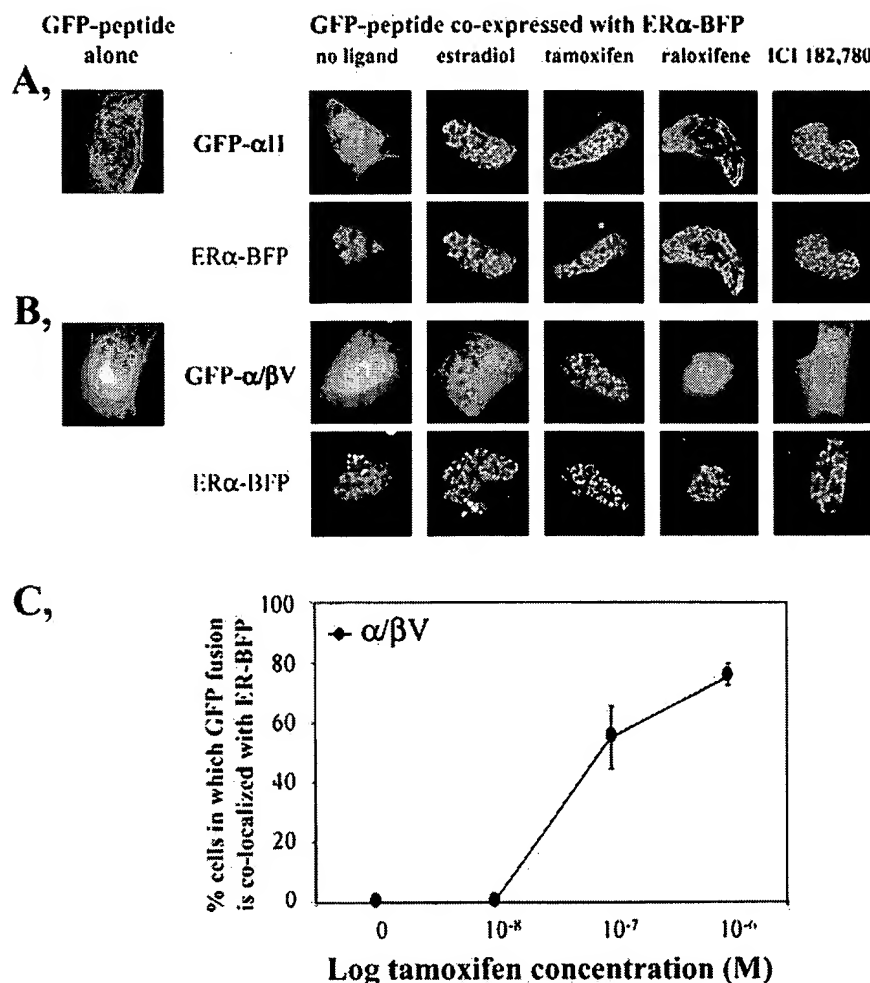 GFP-peptide alone
GFP-peptide co-expressed with ERα-BFP
no ligand estradiol tamoxifen raloxifene ICI 182,780
A,
GFP-αII
ERα-BFP
B,
GFP-α/βV
ERα-BFP
C,
% cells in which GFP fusion
is co-localized with ER-BFP
100
80
60
40
20
0
α/βV
0 10⁻⁸ 10⁻⁷ 10⁻⁶
Log tamoxifen concentration (M)